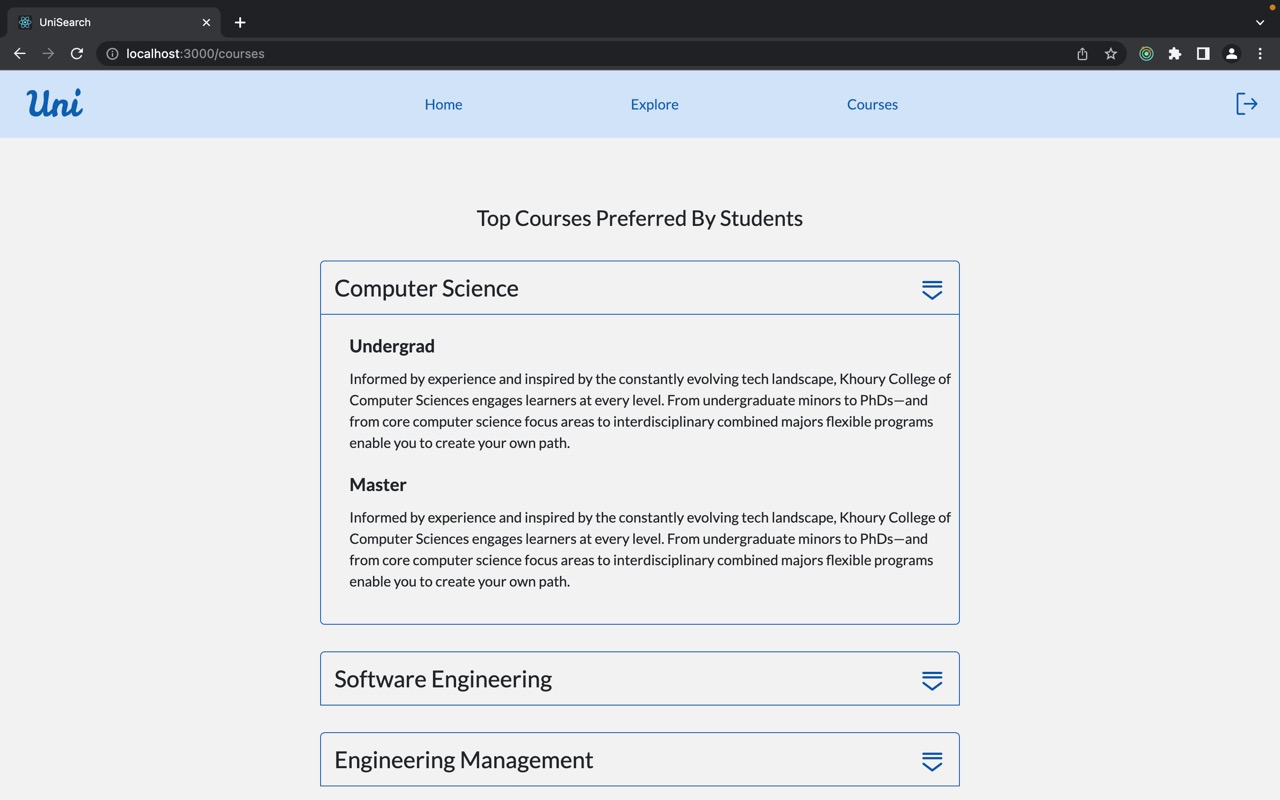 UniSearch
localhost:3000/courses
Uni
Home
Explore
Courses
Top Courses Preferred By Students
Computer Science
Undergrad
Informed by experience and inspired by the constantly evolving tech landscape, Khoury College of
Computer Sciences engages learners at every level. From undergraduate minors to PhDs—and
from core computer science focus areas to interdisciplinary combined majors flexible programs
enable you to create your own path.
Master
Informed by experience and inspired by the constantly evolving tech landscape, Khoury College of
Computer Sciences engages learners at every level. From undergraduate minors to PhDs—and
from core computer science focus areas to interdisciplinary combined majors flexible programs
enable you to create your own path.
Software Engineering
Engineering Management